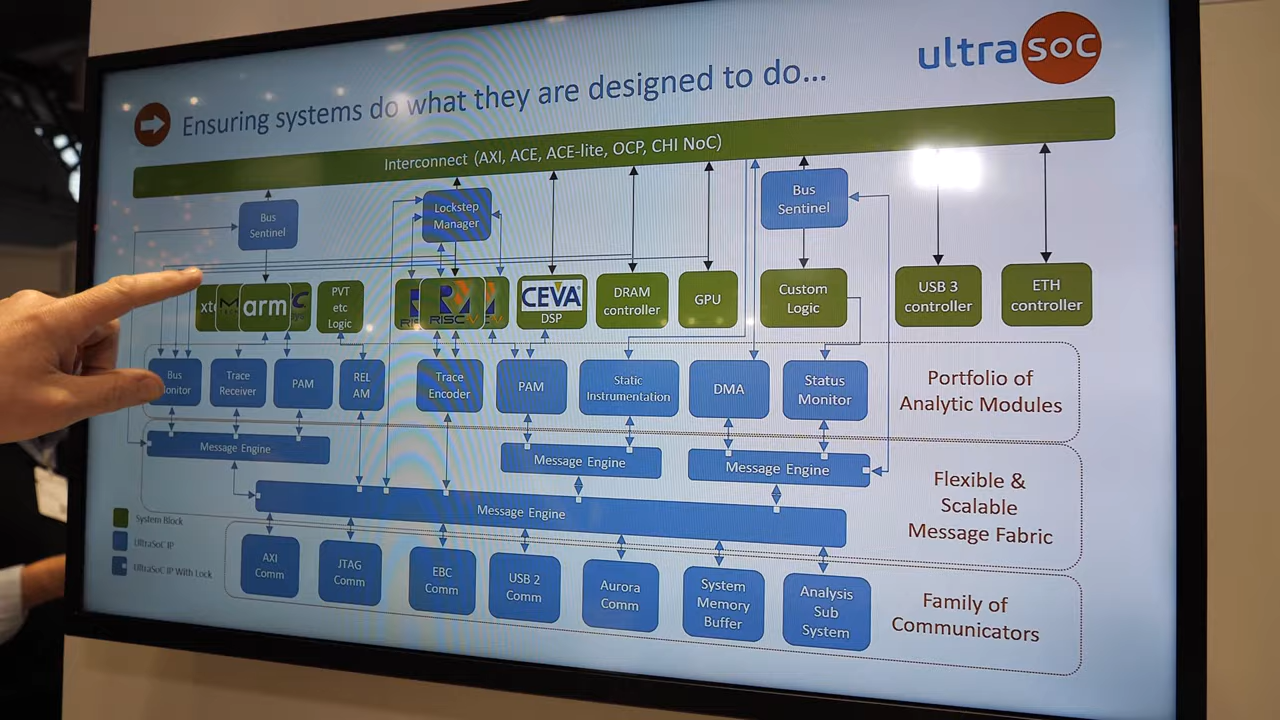 ultrasoc
Ensuring systems do what they are designed to do...
Interconnect (AXI, ACE, ACE-lite, OCP, CHI NoC)
Bus
Sentinel
Lockstep
Manager
Bus
Sentinel
arm
PVT
etc
Logic
RISC-V
CEVA
DSP
DRAM
controller
GPU
Custom
Logic
USB 3
controller
ETH
controller
Bus
Trace
Receiver
PAM
REL
AM
Trace
Encoder
PAM
Static
Instrumentation
DMA
Status
Monitor
Portfolio of
Analytic Modules
Message Engine
Message Engine
Message Engine
Message Engine
Flexible &
Scalable
Message Fabric
System Block
UltraSoC IP
UltraSoC IP With Lock
AXI
Comm
JTAG
Comm
EBC
Comm
USB 2
Comm
Aurora
Comm
System
Memory
Buffer
Analysis
Sub
System
Family of
Communicators